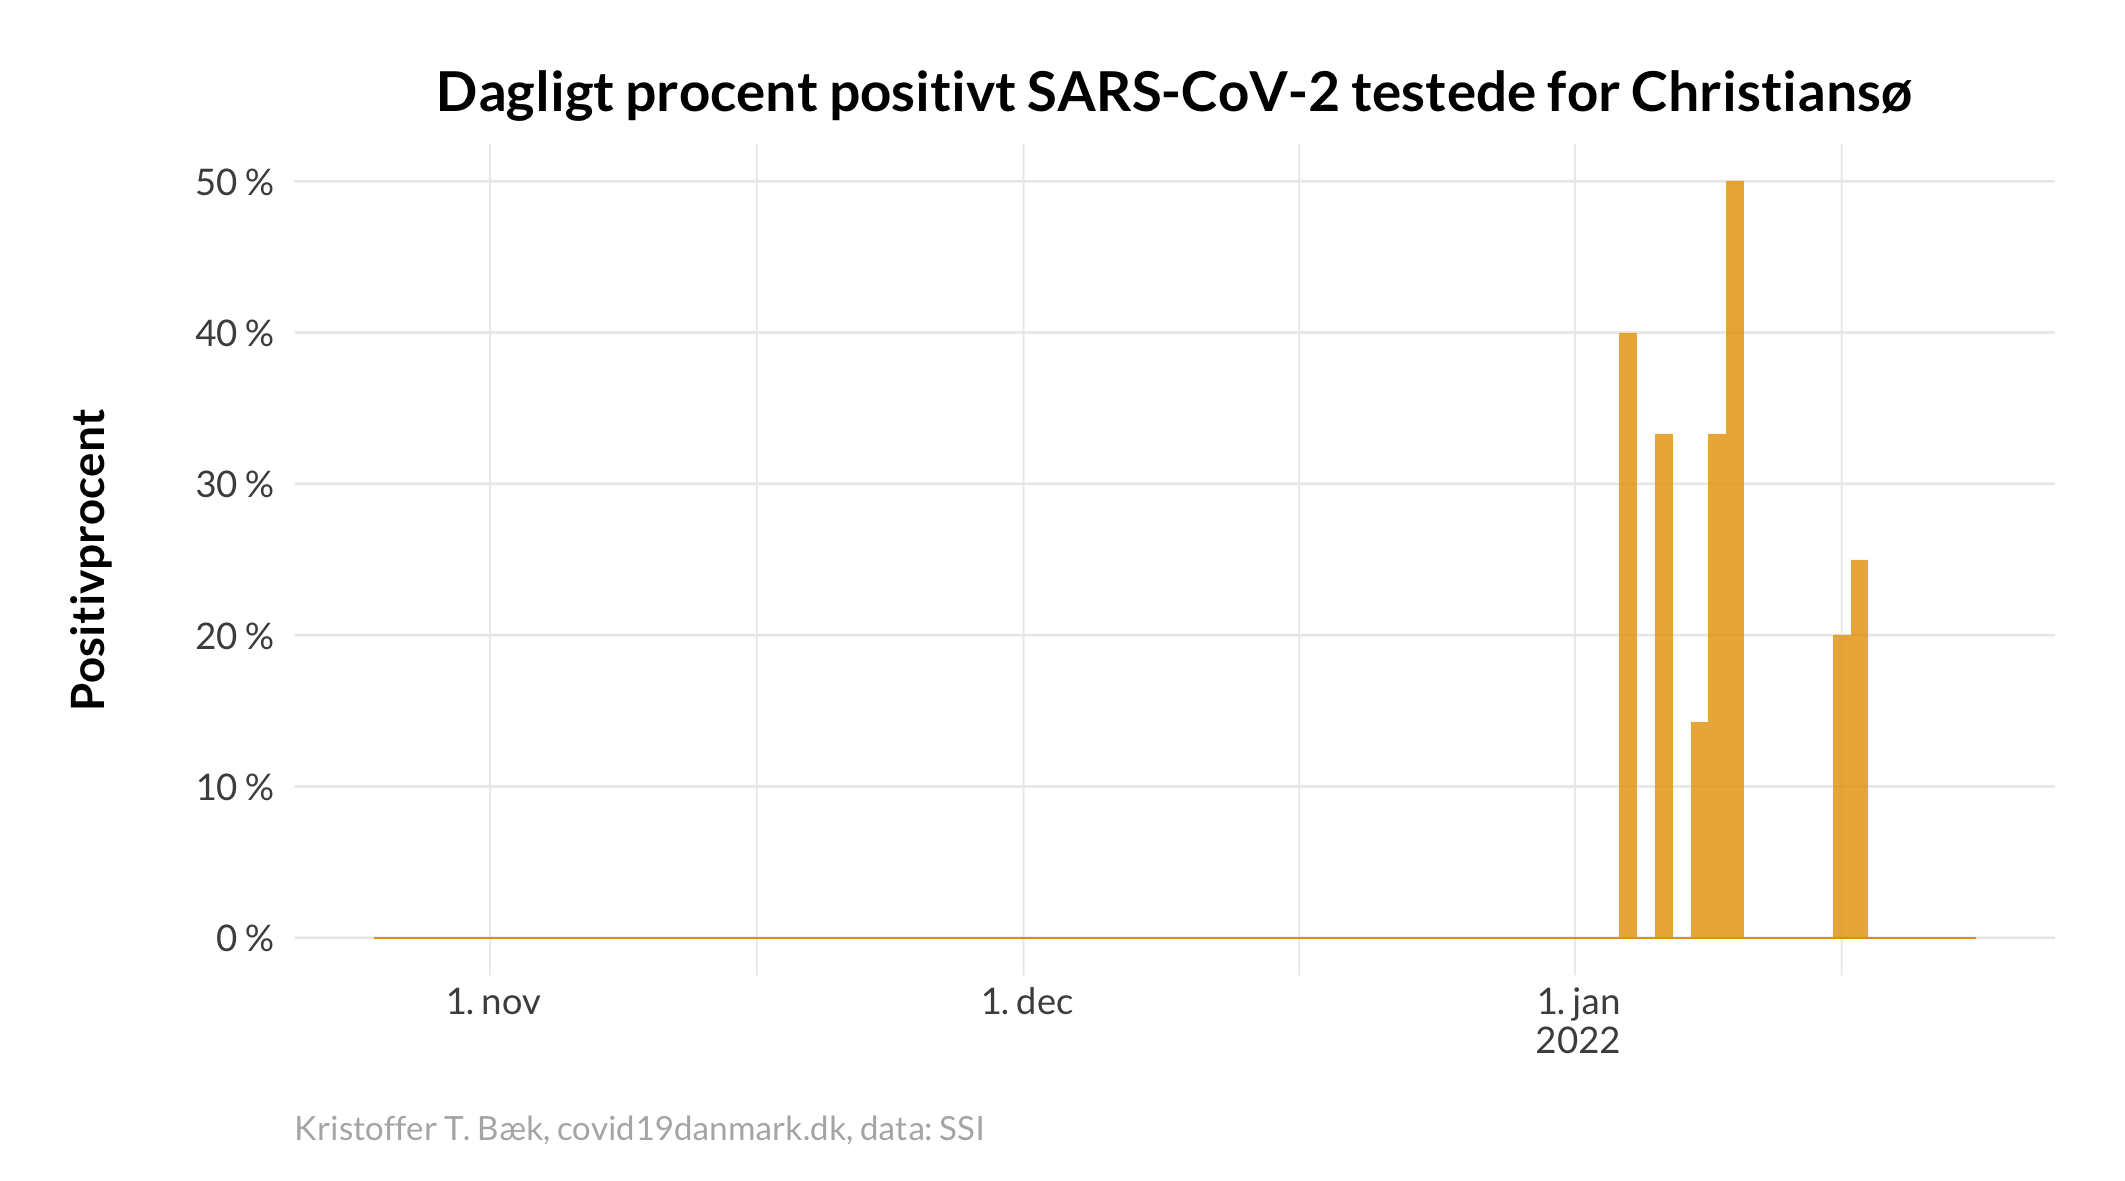 Dagligt procent positivt SARS-CoV-2 testede for Christiansø
Positivprocent
50 %
40 %
30 %
20 %
10 %
0 %
1. nov
1. dec
1. jan
2022
Kristoffer T. Bæk, covid19danmark.dk, data: SSI